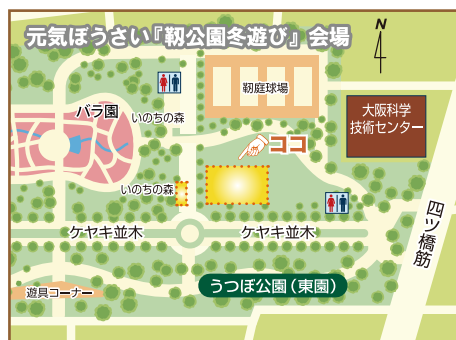 元気ぼうさい『靱公園冬遊び』会場
N
靭庭球場
バラ園
いのちの森
大阪科学
技術センター
ココ
いのちの森
ケヤキ並木
ケヤキ並木
四ツ橋筋
うつぼ公園（東園）
遊具コーナー